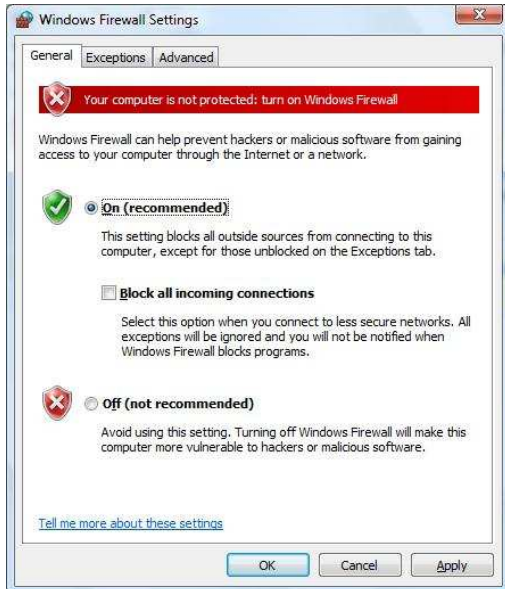 Windows Firewall Settings
General Exceptions Advanced
Your computer is not protected: turn on Windows Firewall
Windows Firewall can help prevent hackers or malicious software from gaining
access to your computer through the Internet or a network.
On (recommended)
This setting blocks all outside sources from connecting to this
computer, except for those unblocked on the Exceptions tab.
Block all incoming connections
Select this option when you connect to less secure networks. All
exceptions will be ignored and you will not be notified when
Windows Firewall blocks programs.
Off (not recommended)
Avoid using this setting. Turning off Windows Firewall will make this
computer more vulnerable to hackers or malicious software.
Tell me more about these settings
OK Cancel Apply